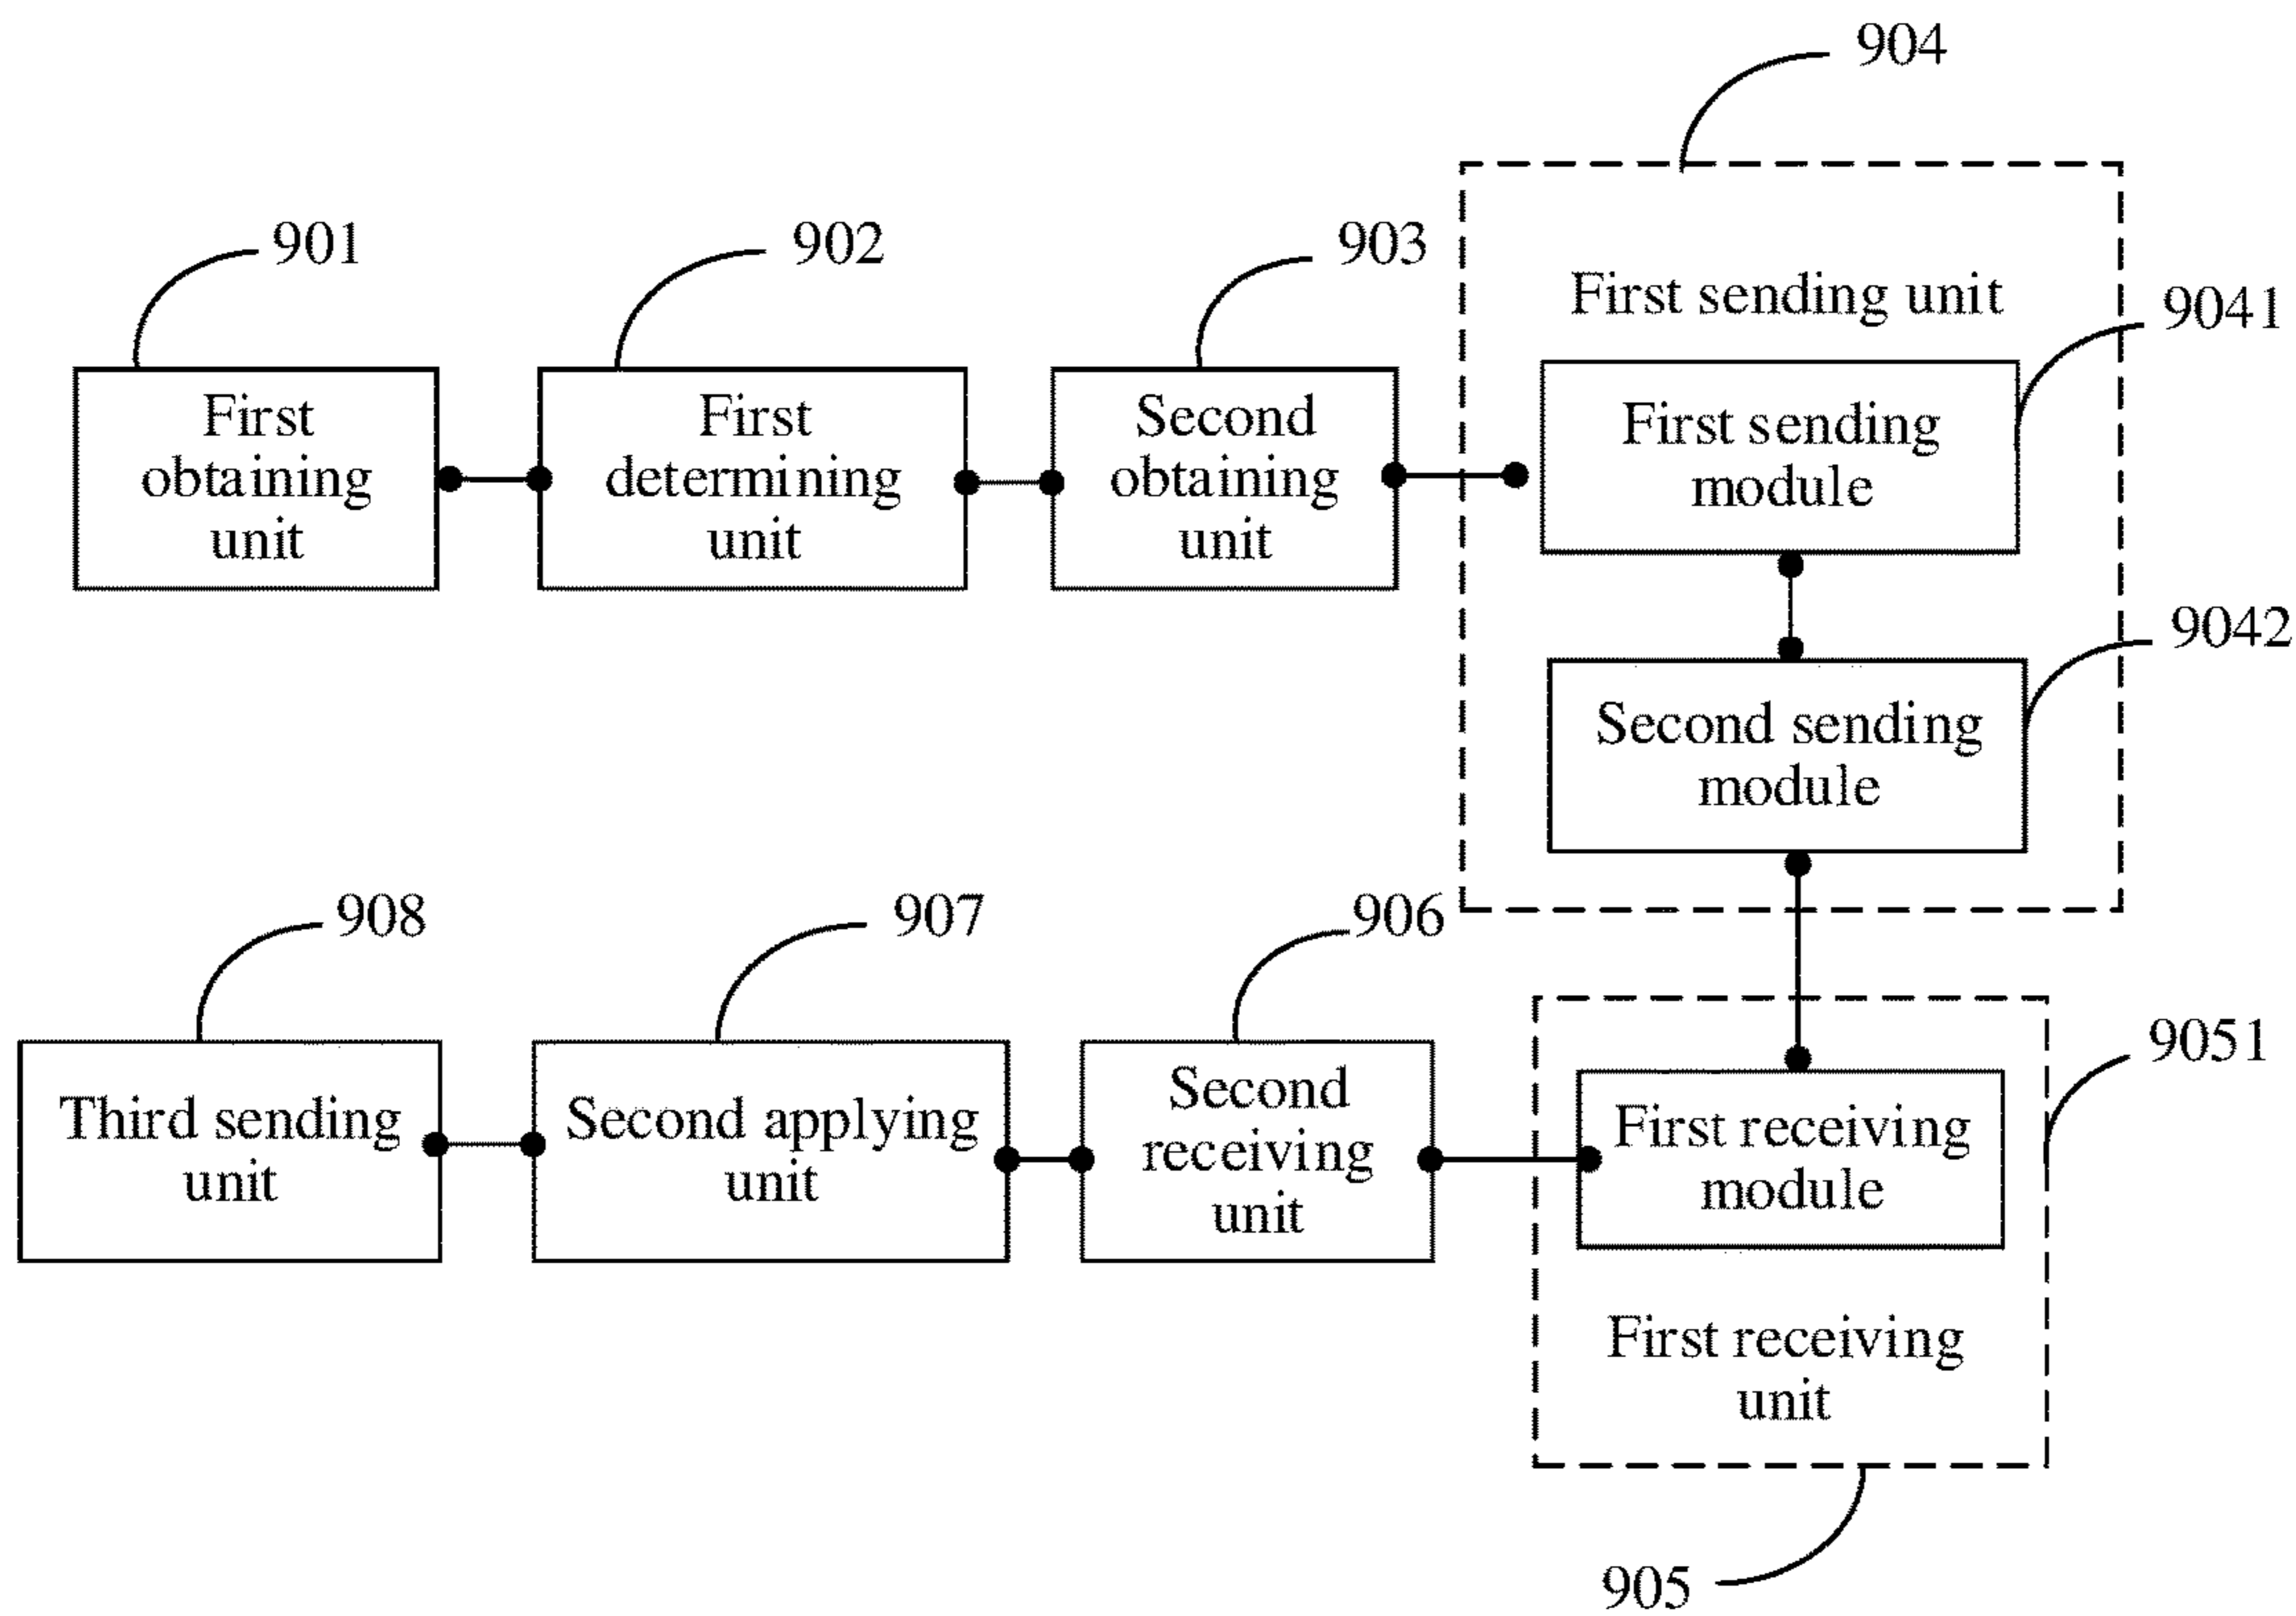 904
901
902
903
First sending unit
9041
First
obtaining
unit
First
determining
unit
Second
obtaining
unit
First sending
module
9042
Second sending
module
908
907
906
9051
Third sending
unit
Second applying
unit
Second
receiving
unit
First receiving
module
First receiving
unit
905